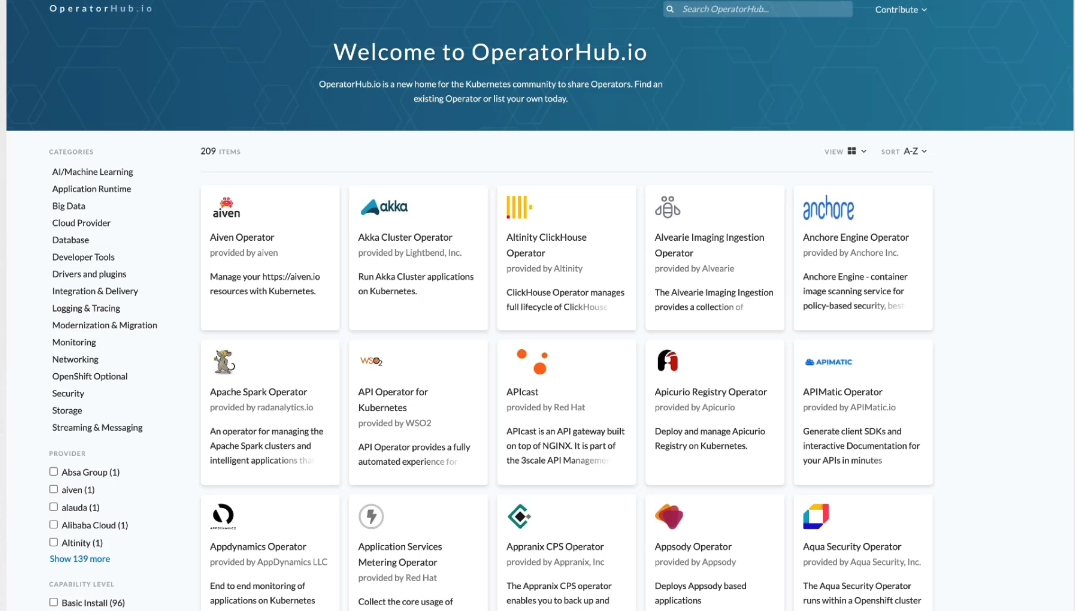 OperatorHub.io
Search OperatorHub...
Contribute
Welcome to OperatorHub.io
OperatorHub.io is a new home for the Kubernetes community to share Operators. Find an
existing Operator or list your own today.
CATEGORIES
AI/Machine Learning
Application Runtime
Big Data
Cloud Provider
Database
Developer Tools
Drivers and plugins
Integration & Delivery
Logging & Tracing
Modernization & Migration
Monitoring
Networking
OpenShift Optional
Security
Storage
Streaming & Messaging
PROVIDER
Absa Group (1)
aiven (1)
alauda (1)
Alibaba Cloud (1)
Altinity (1)
Show 139 more
CAPABILITY LEVEL
Basic Install (96)
209 ITEMS
VIEW
SORT A-Z
aiven
Aiven Operator
provided by aiven
Manage your https://aiven.io
resources with Kubernetes.
akka
Akka Cluster Operator
provided by Lightbend, Inc.
Run Akka Cluster applications
on Kubernetes.
Altinity ClickHouse
Operator
provided by Altinity
ClickHouse Operator manages
full lifecycle of ClickHouse
Alvearie Imaging Ingestion
Operator
provided by Alvearie
The Alvearie Imaging Ingestion
provides a collection of
anchore
Anchore Engine Operator
provided by Anchore Inc.
Anchore Engine - container
image scanning service for
policy-based security, best
Apache Spark Operator
provided by radanalytics.io
An operator for managing the
Apache Spark clusters and
intelligent applications that
WSO2
API Operator for
Kubernetes
provided by WSO2
API Operator provides a fully
automated experience for
APIcast
provided by Red Hat
APIcast is an API gateway built
on top of NGINX. It is part of
the 3scale API Management
Apicurio Registry Operator
provided by Apicurio
Deploy and manage Apicurio
Registry on Kubernetes.
APIMATIC
APIMatic Operator
provided by APIMatic.io
Generate client SDKs and
interactive Documentation for
your APIs in minutes
APPDYNAMICS
Appdynamics Operator
provided by AppDynamics LLC
End to end monitoring of
applications on Kubernetes
Application Services
Metering Operator
provided by Red Hat
Collect the core usage of
Appranix CPS Operator
provided by Appranix, Inc
The Appranix CPS operator
enables you to back up and
Appsody Operator
provided by Appsody
Deploys Appsody based
applications
Aqua Security Operator
provided by Aqua Security, Inc.
The Aqua Security Operator
runs within a Openshift cluster